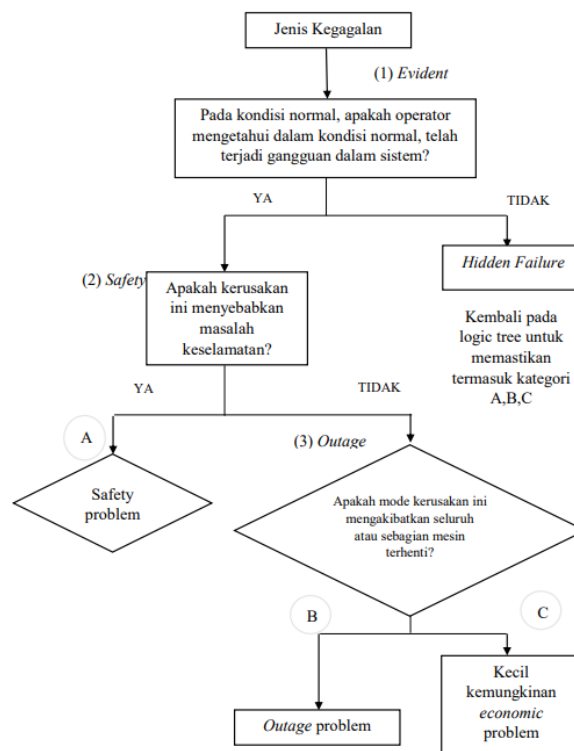 Jenis Kegagalan
(1) Evident
Pada kondisi normal, apakah operator
mengetahui dalam kondisi normal, telah
terjadi gangguan dalam sistem?
YA
TIDAK
(2) Safety
Apakah kerusakan
ini menyebabkan
masalah
keselamatan?
Hidden Failure
Kembali pada
logic tree untuk
memastikan
termasuk kategori
A,B,C
YA
TIDAK
A
(3) Outage
Safety
problem
Apakah mode kerusakan ini
mengakibatkan seluruh
atau sebagian mesin
terhenti?
B
C
Outage problem
Kecil
kemungkinan
economic
problem